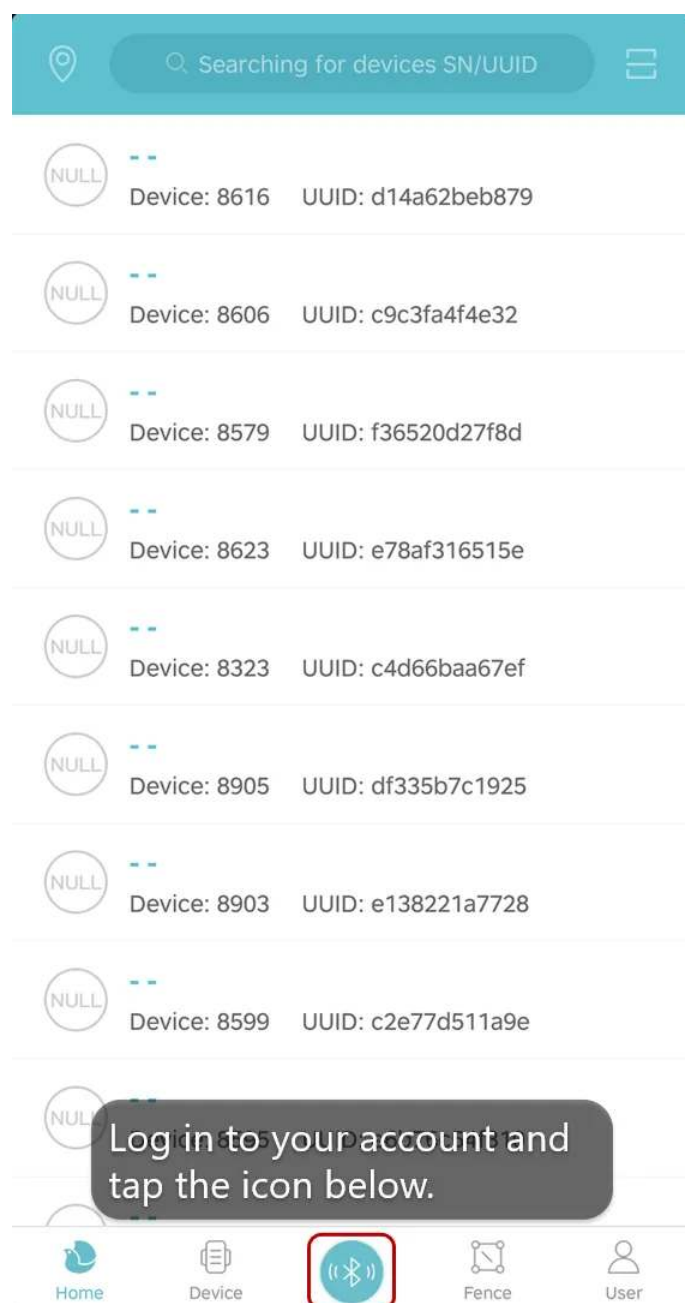 Searching for devices SN/UUID
NULL
- -
Device: 8616 UUID: d14a62beb879
NULL
- -
Device: 8606 UUID: c9c3fa4f4e32
NULL
- -
Device: 8579 UUID: f36520d27f8d
NULL
- -
Device: 8623 UUID: e78af316515e
NULL
- -
Device: 8323 UUID: c4d66baa67ef
NULL
- -
Device: 8905 UUID: df335b7c1925
NULL
- -
Device: 8903 UUID: e138221a7728
NULL
- -
Device: 8599 UUID: c2e77d511a9e
- -
Log in to your account and
tap the icon below.
- -
Home Device Fence User